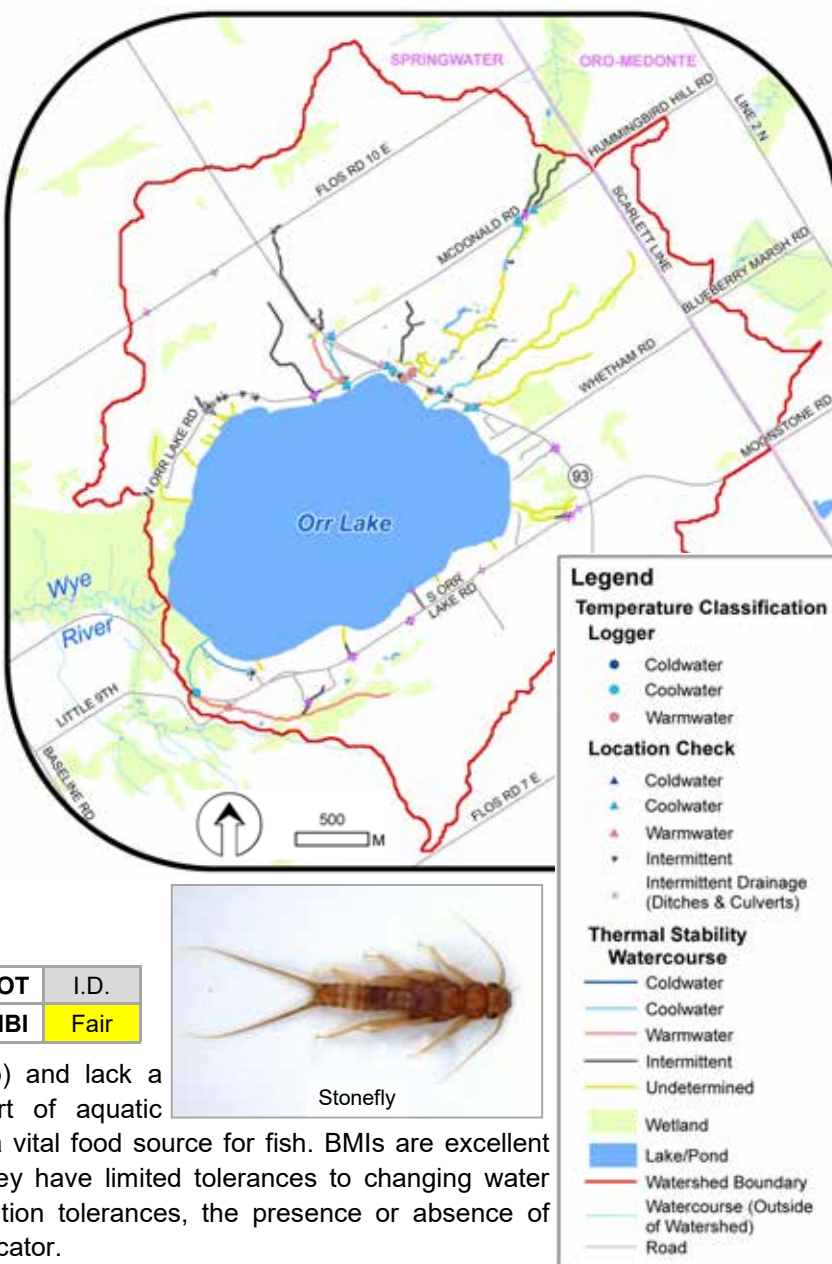 SPRINGWATER
ORO-MEDONTE
HUMMINGBIRD HILL RD
LINE 2 N
FLOS RD 10 E
MCDONALD RD
SCARLETT LINE
BLUEBERRY MARSH RD
WHETHAM RD
MOONSTONE RD
N ORR LAKE RD
93
Orr Lake
Wye
River
S ORR
LAKE RD
LITTLE 9TH
BASELINE RD
FLOS RD 7 E
500
M
Legend
Temperature Classification
Logger
Coldwater
Coolwater
Warmwater
Location Check
Coldwater
Coolwater
Warmwater
Intermittent
Intermittent Drainage
(Ditches & Culverts)
Thermal Stability
Watercourse
Coldwater
Coolwater
Warmwater
Intermittent
Undetermined
Wetland
Lake/Pond
Watershed Boundary
Watercourse (Outside
of Watershed)
Road
OT I.D.
IBI Fair
Stonefly
) and lack a
rt of aquatic
a vital food source for fish. BMIs are excellent
ey have limited tolerances to changing water
tion tolerances, the presence or absence of
icator.